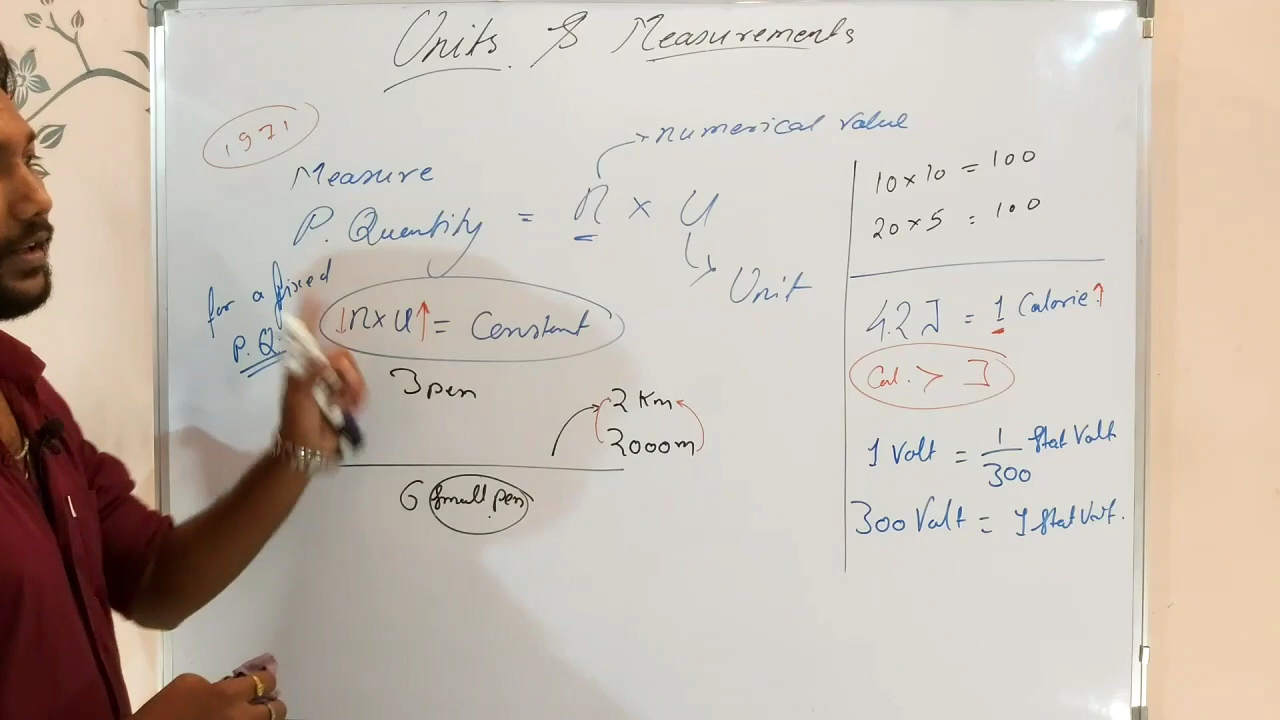 Units & Measurements
1971
numerical value
Measure
P. Quantity = n × u
Unit
for a fixed
P.Q.
↓n×u↑ = Constant
3 pen
2 Km
2000m
6 small pen
10×10 = 100
20×5 = 100
4.2 J = 1 Calorie ↑
Cal. > J
1 Volt = 1/300 Stat Volt
300 Valt = 1 Stat Volt.